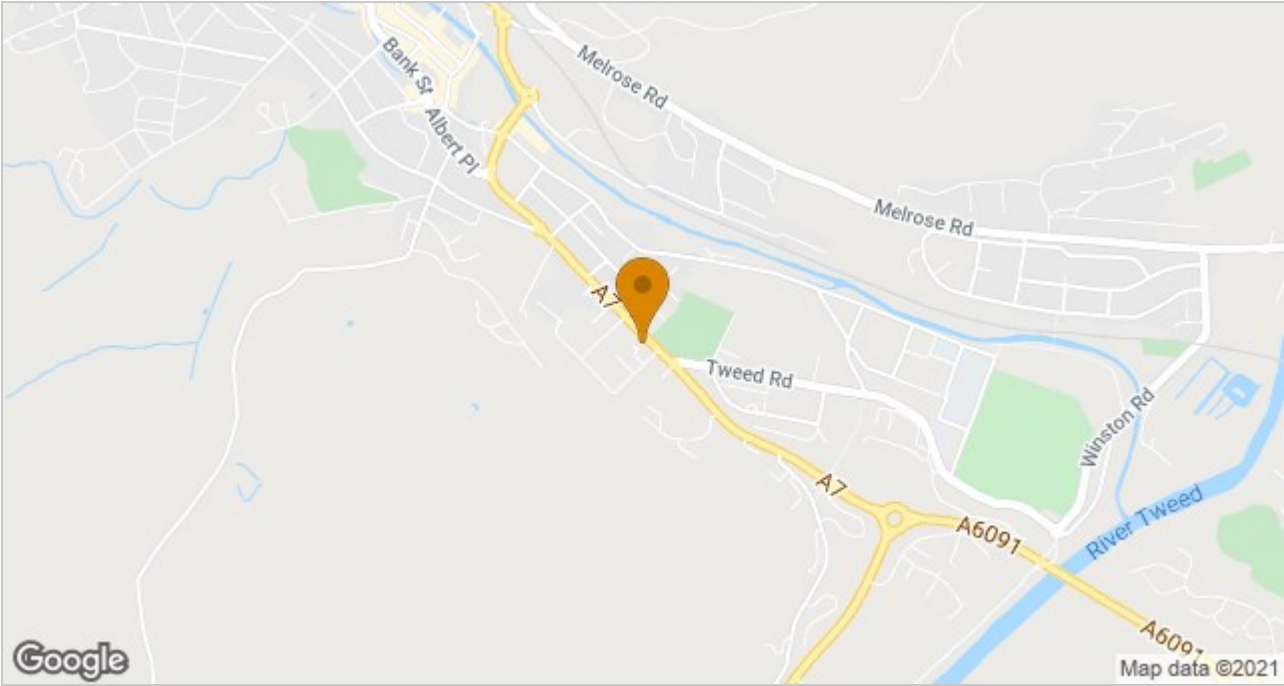 Bank St
Albert Pl
Melrose Rd
Melrose Rd
A7
Tweed Rd
Winston Rd
A7
A6091
River Tweed
A6091
Google
Map data ©2021